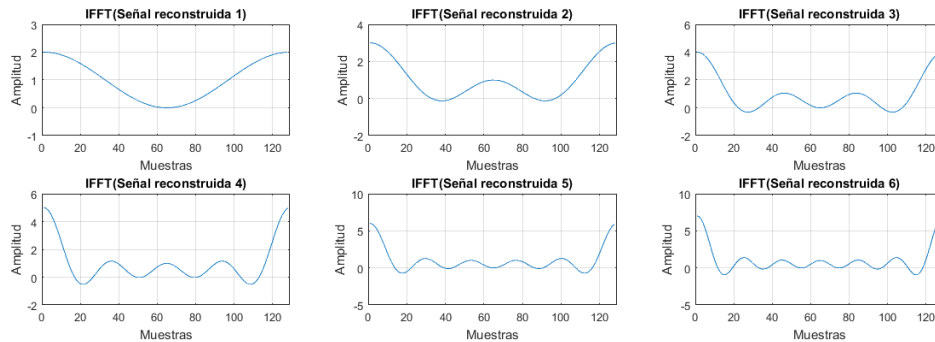 IFFT(Señal reconstruida 1)
3
2
1
0
-1
Amplitud
0 20 40 60 80 100 120
Muestras
IFFT(Señal reconstruida 2)
4
2
0
-2
Amplitud
0 20 40 60 80 100 120
Muestras
IFFT(Señal reconstruida 3)
6
4
2
0
-2
Amplitud
0 20 40 60 80 100 120
Muestras
IFFT(Señal reconstruida 4)
6
4
2
0
-2
Amplitud
0 20 40 60 80 100 120
Muestras
IFFT(Señal reconstruida 5)
10
5
0
-5
Amplitud
0 20 40 60 80 100 120
Muestras
IFFT(Señal reconstruida 6)
10
5
0
-5
Amplitud
0 20 40 60 80 100 120
Muestras